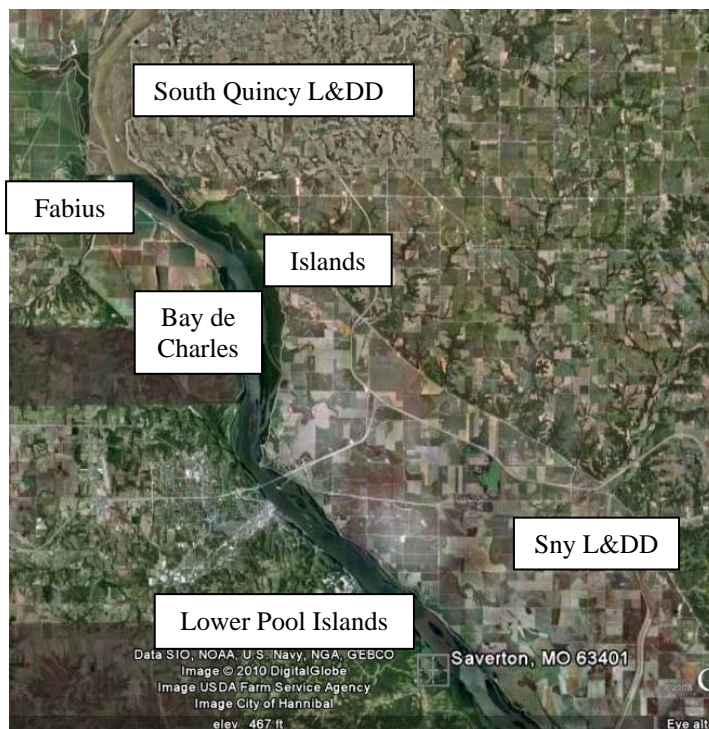 South Quincy L&DD
Fabius
Islands
Bay de
Charles
Sny L&DD
Lower Pool Islands
Data SIO, NOAA, U.S. Navy, NGA, GEBCO
Image © 2010 DigitalGlobe
Image USDA Farm Service Agency
Image City of Hannibal
Saverton, MO 63401
elev 467 ft
Eye alt